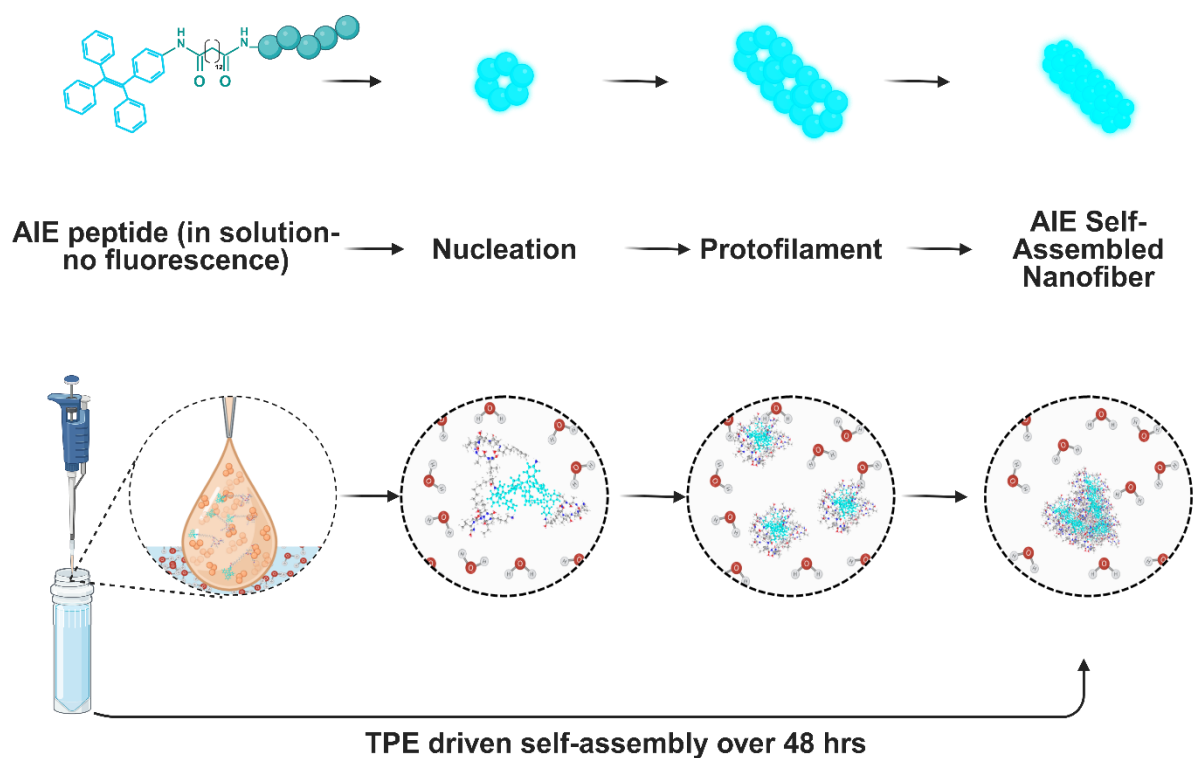 H
N
H
N
12
O
O
AIE peptide (in solution-
no fluorescence)
Nucleation
Protofilament
AIE Self-
Assembled
Nanofiber
TPE driven self-assembly over 48 hrs